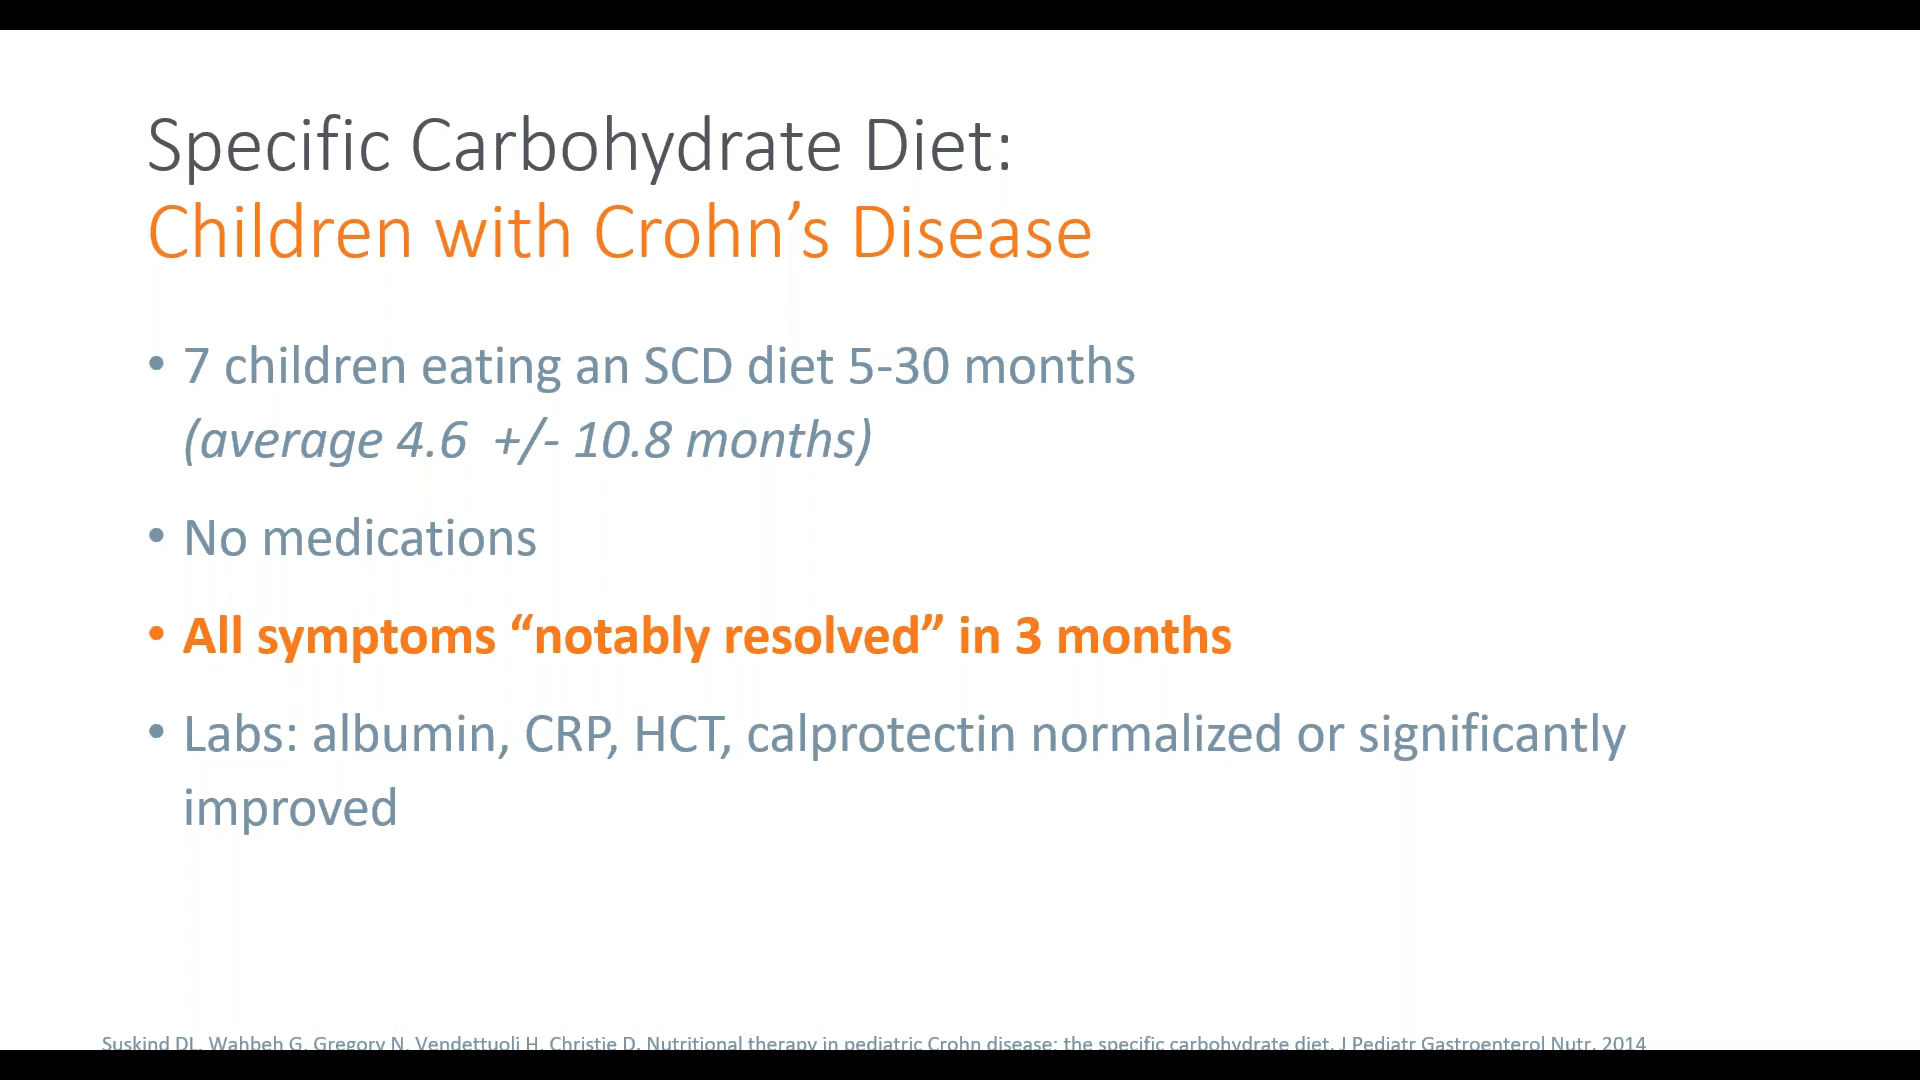 Specific Carbohydrate Diet:
Children with Crohn’s Disease
• 7 children eating an SCD diet 5-30 months
(average 4.6 +/- 10.8 months)
• No medications
• All symptoms “notably resolved” in 3 months
• Labs: albumin, CRP, HCT, calprotectin normalized or significantly
improved
Suskind DL, Wahbeh G, Gregory N, Vendettuoli H, Christie D. Nutritional therapy in pediatric Crohn disease: the specific carbohydrate diet. J Pediatr Gastroenterol Nutr. 2014